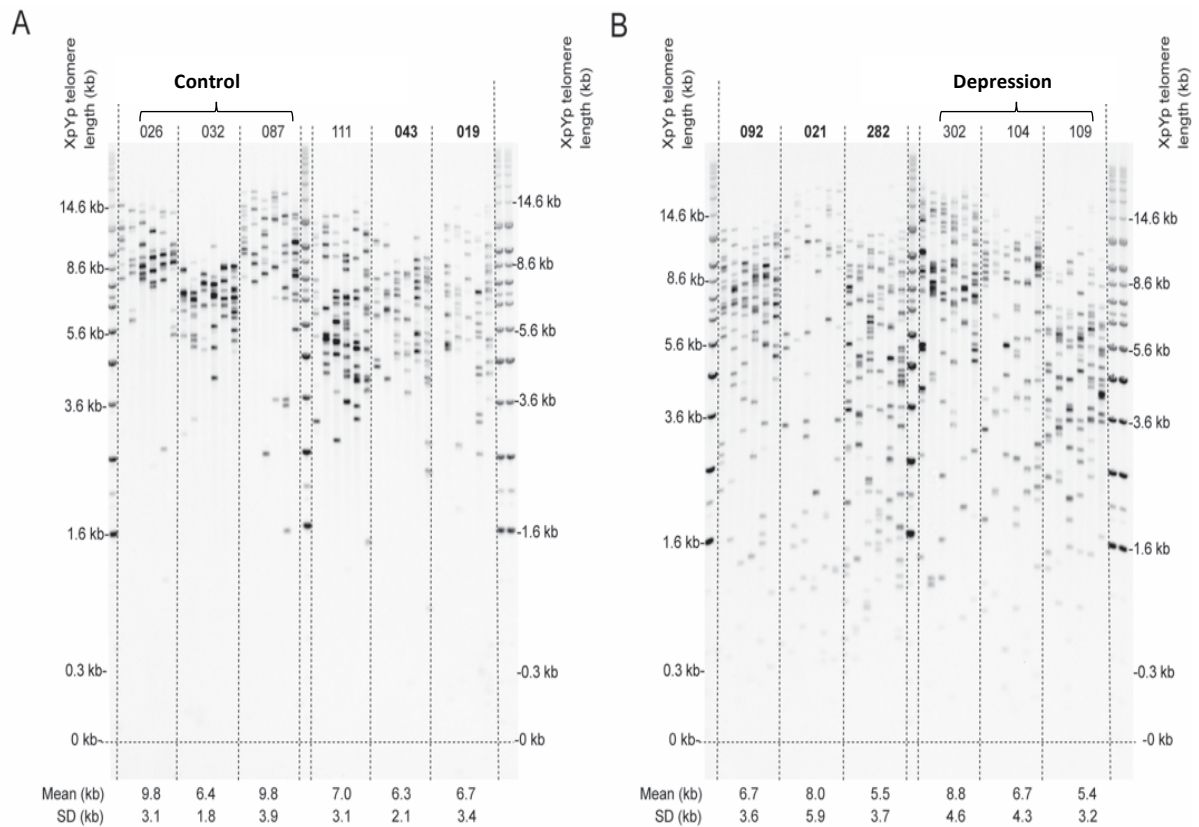 A
B
XpYp telomere
length (kb)
Control
026 032 087 111 043 019
XpYp telomere
length (kb)
XpYp telomere
length (kb)
Depression
092 021 282 302 104 109
XpYp telomere
length (kb)
14.6 kb-
8.6 kb-
5.6 kb-
3.6 kb-
1.6 kb-
0.3 kb-
0 kb-
-14.6 kb
-8.6 kb
-5.6 kb
-3.6 kb
-1.6 kb
-0.3 kb
-0 kb
14.6 kb-
8.6 kb-
5.6 kb-
3.6 kb-
1.6 kb-
0.3 kb-
0 kb-
-14.6 kb
-8.6 kb
-5.6 kb
-3.6 kb
-1.6 kb
-0.3 kb
-0 kb
Mean (kb) 9.8 6.4 9.8 7.0 6.3 6.7
SD (kb) 3.1 1.8 3.9 3.1 2.1 3.4
Mean (kb) 6.7 8.0 5.5 8.8 6.7 5.4
SD (kb) 3.6 5.9 3.7 4.6 4.3 3.2